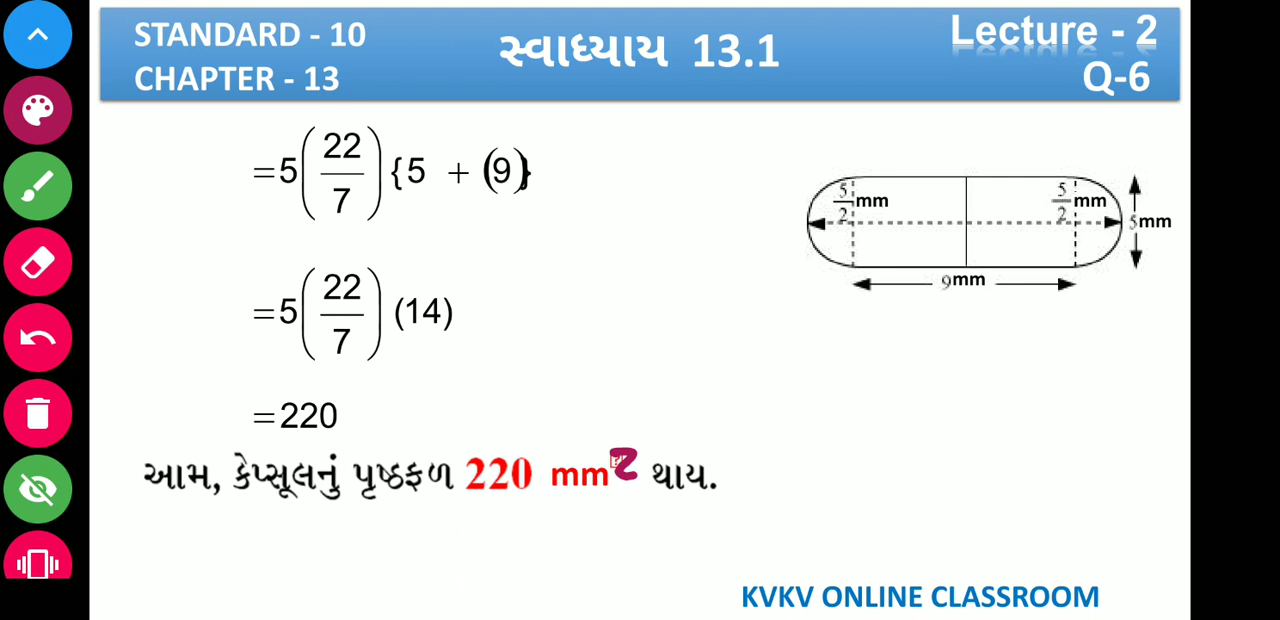 STANDARD - 10
CHAPTER - 13
સ્વાધ્યાય 13.1
Lecture - 2
Q-6
=5(22/7){5 + (9)}
=5(22/7)(14)
=220
5/2 mm
5/2 mm
5mm
9mm
આમ, કેપ્સૂલનું પૃષ્ઠફળ 220 mm² થાય.
KVKV ONLINE CLASSROOM